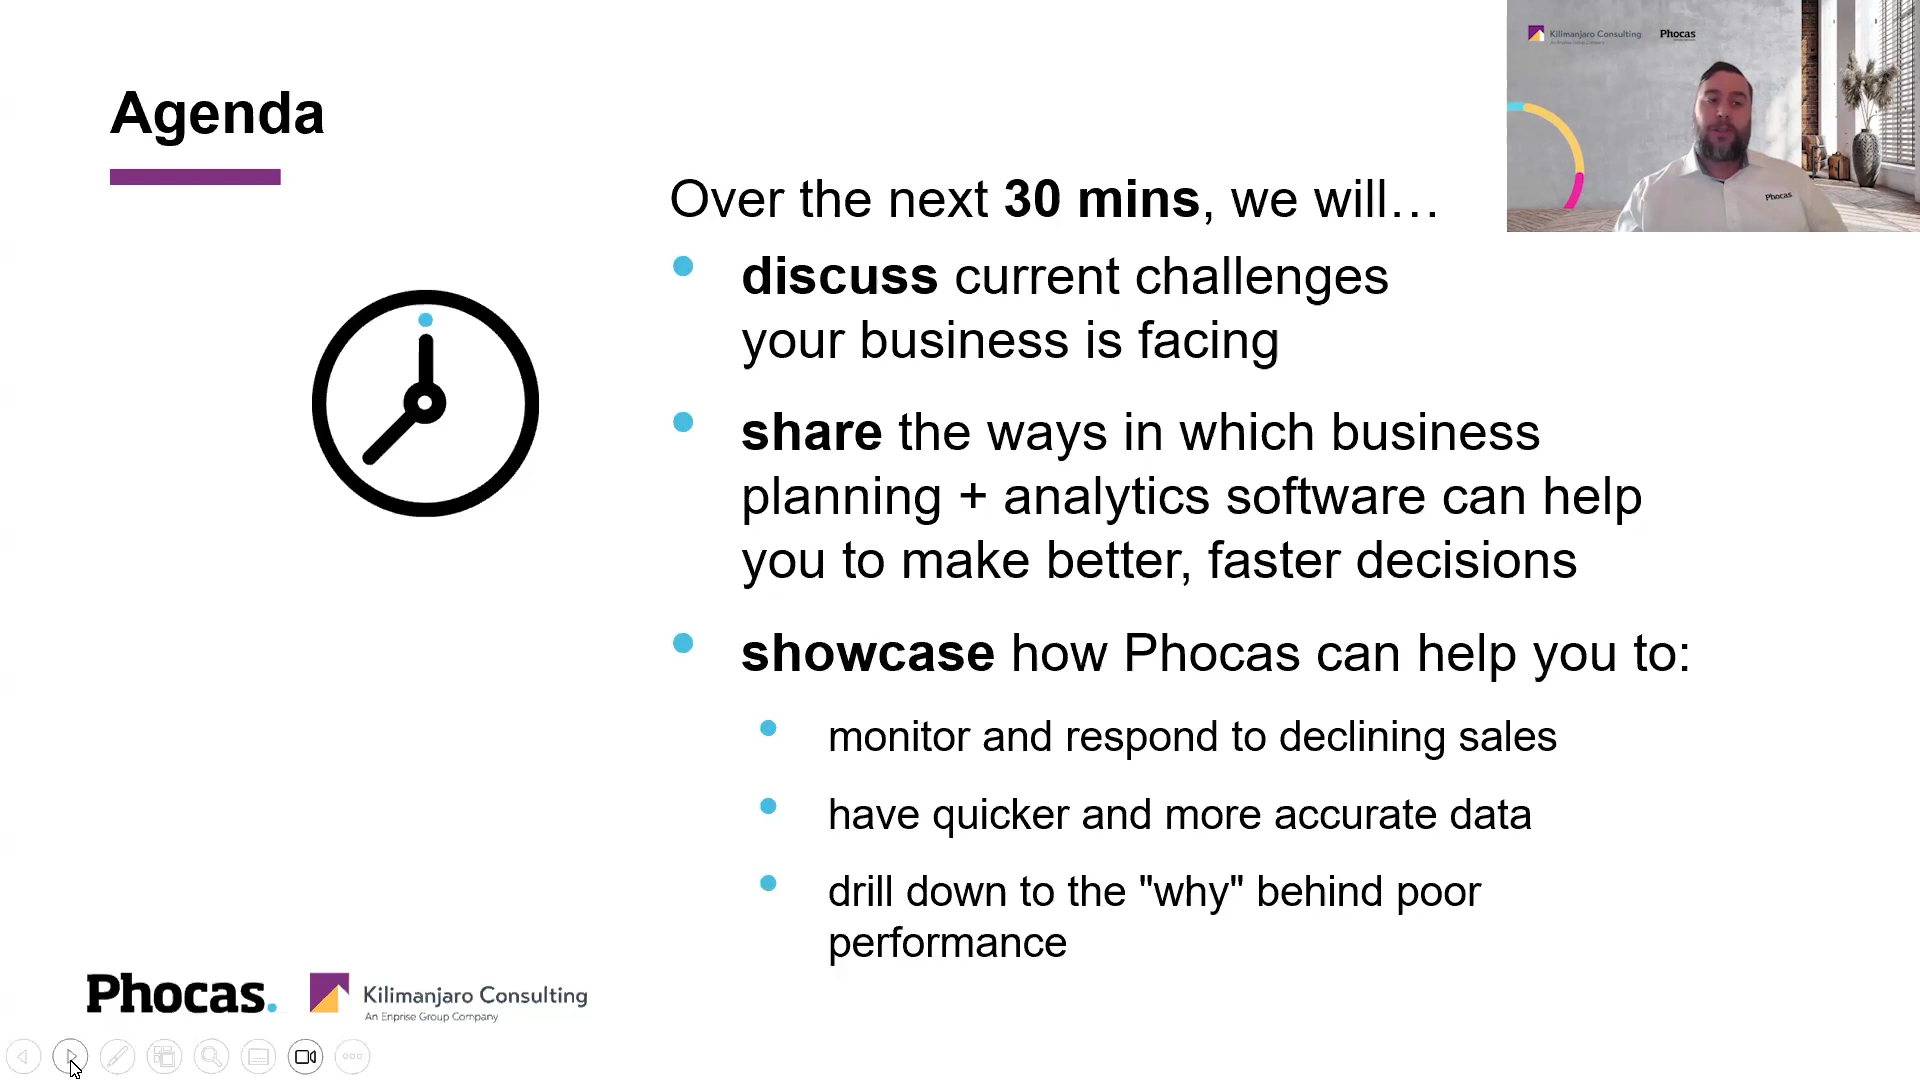 Kilimanjaro Consulting
Phocas
Phocas
Agenda
Over the next 30 mins, we will…
discuss current challenges
your business is facing
share the ways in which business
planning + analytics software can help
you to make better, faster decisions
showcase how Phocas can help you to:
monitor and respond to declining sales
have quicker and more accurate data
drill down to the "why" behind poor
performance
Phocas.
Kilimanjaro Consulting
An Enprise Group Company